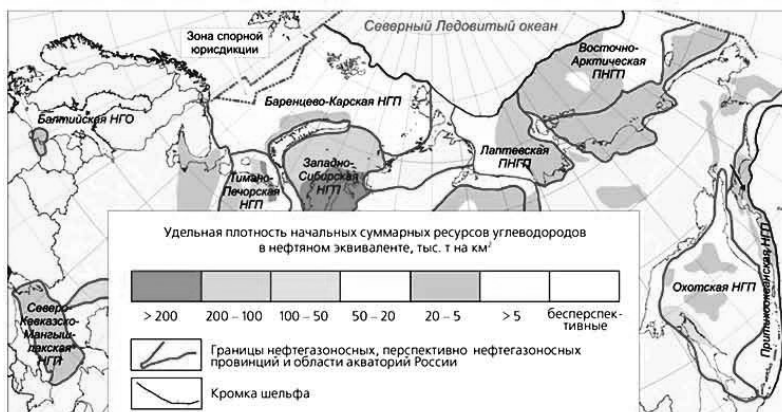 Северный Ледовитый океан
Зона спорной
юрисдикции
Восточно-
Арктическая
ПНГП
Баренцево-Карская НГП
Балтийская НГО
Лаптевская
ПНГП
Западно-
Сибирская
НГП
Тимано-
Печорская
НГП
Удельная плотность начальных суммарных ресурсов углеводородов
в нефтяном эквиваленте, тыс. т на км²
> 200 200 – 100 100 – 50 50 – 20 20 – 5 > 5 бесперспек-
тивные
Границы нефтегазоносных, перспективно нефтегазоносных
провинций и области акваторий России
Кромка шельфа
Охотская НГП
Притихоокеанская НГП
Северо-
Кавказско-
Мангыш-
лакская
НГП